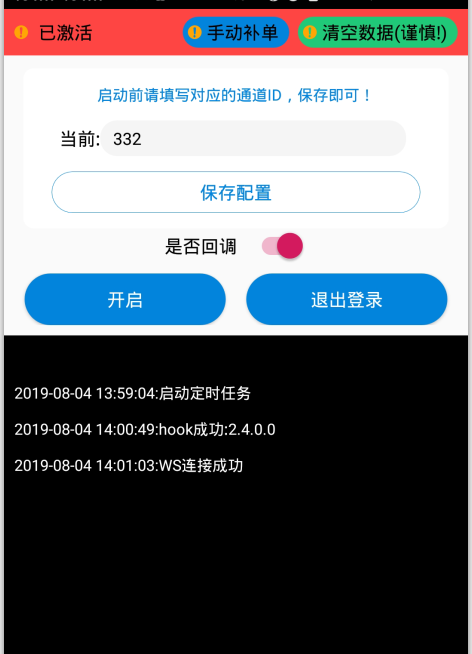 已激活
手动补单
清空数据(谨慎!)
启动前请填写对应的通道ID，保存即可！
当前:
332
保存配置
是否回调
开启
退出登录
2019-08-04 13:59:04:启动定时任务
2019-08-04 14:00:49:hook成功:2.4.0.0
2019-08-04 14:01:03:WS连接成功